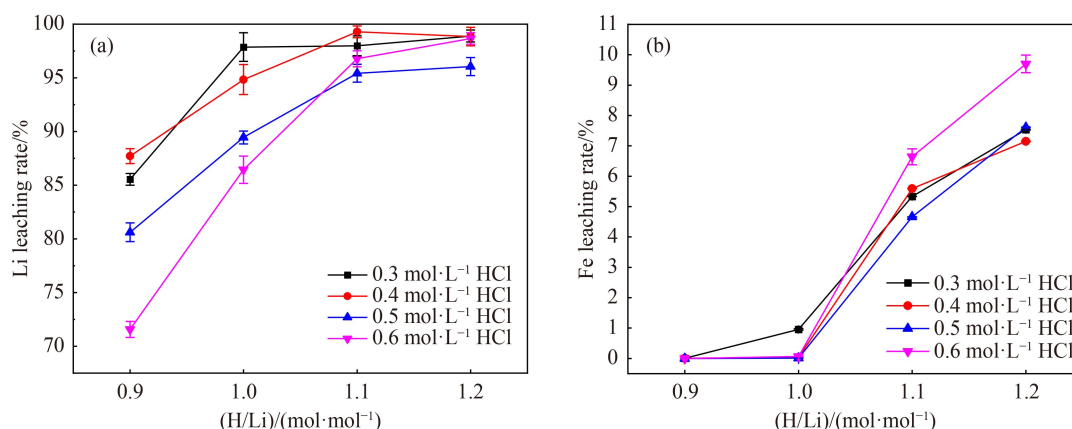 (a)
100
95
90
85
80
75
70
Li leaching rate/%
0.3 mol·L⁻¹ HCl
0.4 mol·L⁻¹ HCl
0.5 mol·L⁻¹ HCl
0.6 mol·L⁻¹ HCl
0.9 1.0 1.1 1.2
(H/Li)/(mol·mol⁻¹)
(b)
11
10
9
8
7
6
5
4
3
2
1
0
Fe leaching rate/%
0.3 mol·L⁻¹ HCl
0.4 mol·L⁻¹ HCl
0.5 mol·L⁻¹ HCl
0.6 mol·L⁻¹ HCl
0.9 1.0 1.1 1.2
(H/Li)/(mol·mol⁻¹)